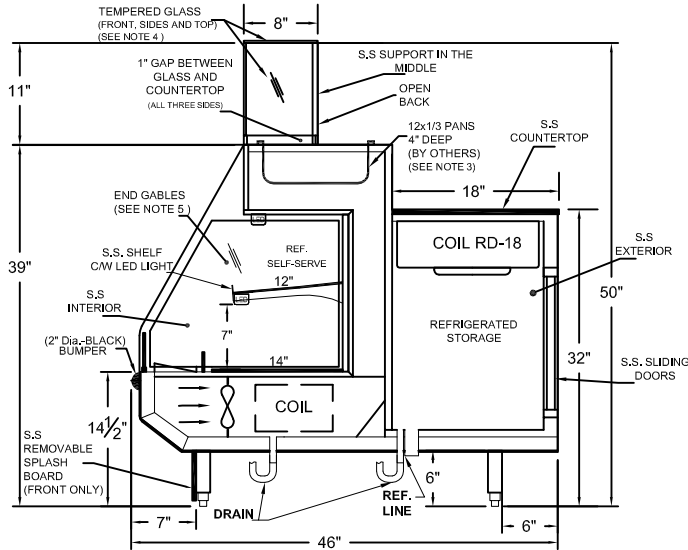 TEMPERED GLASS
(FRONT, SIDES AND TOP)
(SEE NOTE 4 )
8"
1" GAP BETWEEN
GLASS AND
COUNTERTOP
(ALL THREE SIDES)
S.S SUPPORT IN THE
MIDDLE
OPEN
BACK
11"
12x1/3 PANS
4" DEEP
(BY OTHERS)
(SEE NOTE 3)
S.S
COUNTERTOP
18"
END GABLES
(SEE NOTE 5)
LED
S.S. SHELF
C/W LED LIGHT
REF.
SELF-SERVE
12"
LED
COIL RD-18
S.S
EXTERIOR
39"
50"
S.S
INTERIOR
7"
REFRIGERATED
STORAGE
(2" Dia.-BLACK)
BUMPER
14"
32"
S.S. SLIDING
DOORS
14 1/2"
COIL
S.S
REMOVABLE
SPLASH
BOARD
(FRONT ONLY)
6"
DRAIN
REF.
LINE
7"
6"
46"